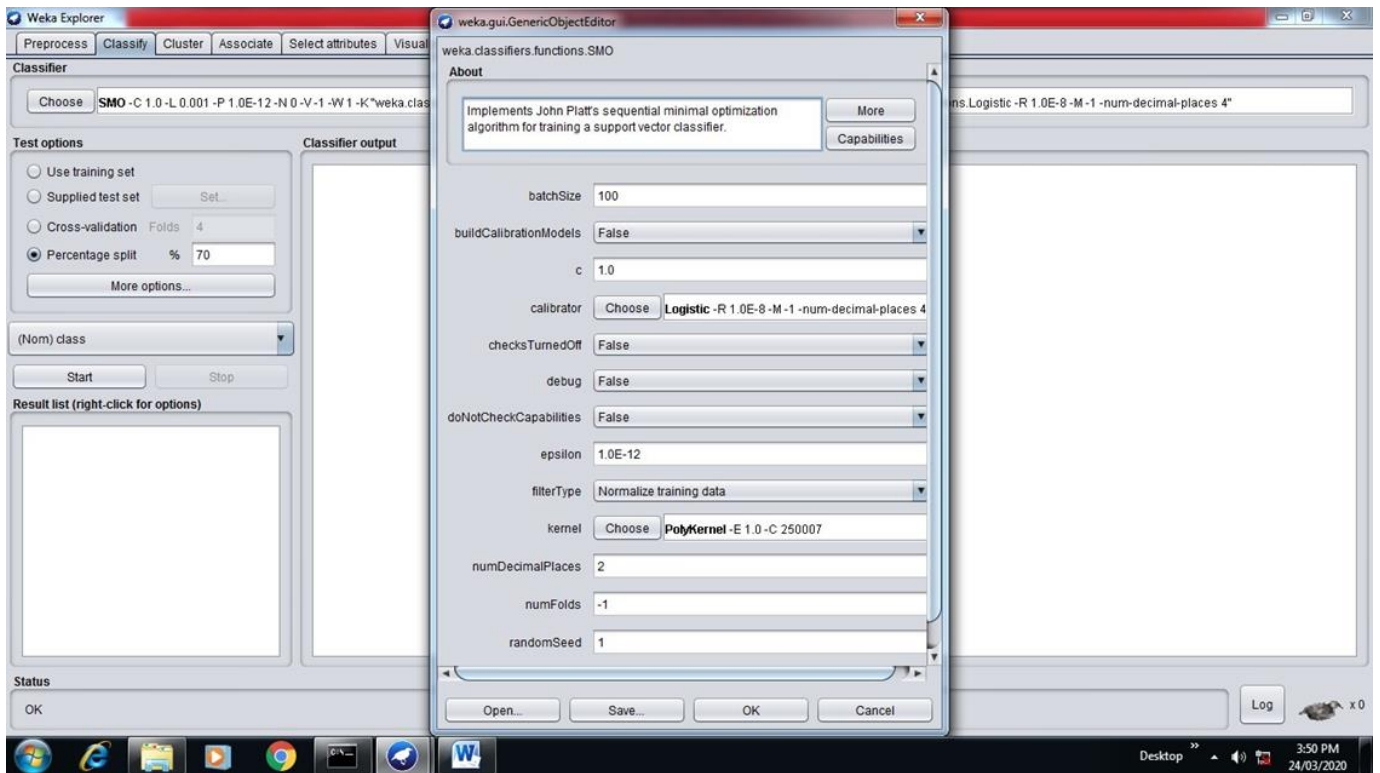 Weka Explorer
Preprocess Classify Cluster Associate Select attributes Visual
Classifier
Choose SMO -C 1.0 -L 0.001 -P 1.0E-12 -N 0 -V -1 -W 1 -K "weka.clas
ns.Logistic -R 1.0E-8 -M -1 -num-decimal-places 4"
Test options
Use training set
Supplied test set Set...
Cross-validation Folds 4
Percentage split % 70
More options...
(Nom) class
Start Stop
Result list (right-click for options)
Classifier output
Status
OK
Log x 0
weka.gui.GenericObjectEditor
weka.classifiers.functions.SMO
About
Implements John Platt's sequential minimal optimization
algorithm for training a support vector classifier.
More
Capabilities
batchSize 100
buildCalibrationModels False
c 1.0
calibrator Choose Logistic -R 1.0E-8 -M -1 -num-decimal-places 4
checksTurnedOff False
debug False
doNotCheckCapabilities False
epsilon 1.0E-12
filterType Normalize training data
kernel Choose PolyKernel -E 1.0 -C 250007
numDecimalPlaces 2
numFolds -1
randomSeed 1
Open... Save... OK Cancel
Desktop »
3:50 PM
24/03/2020